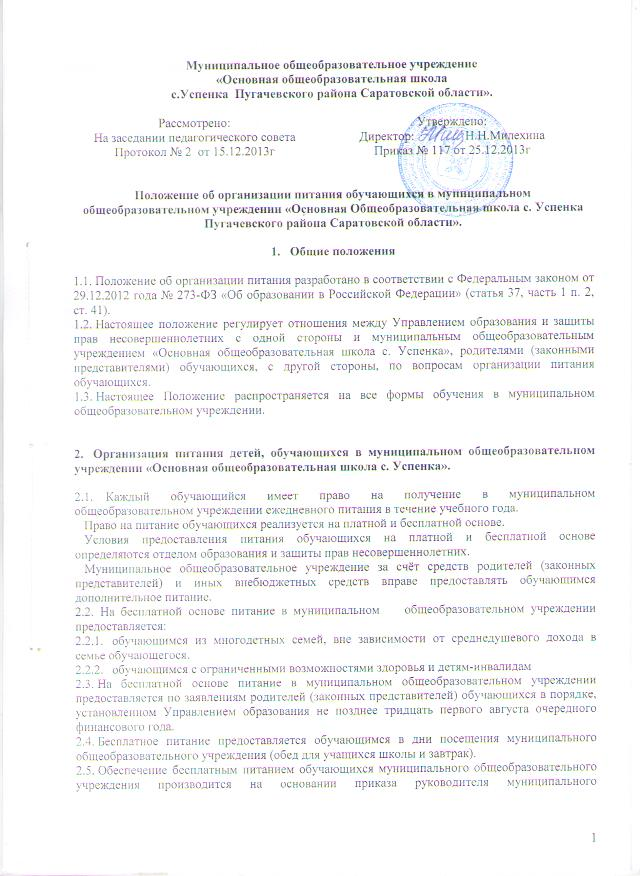 Муниципальное общеобразовательное учреждение
«Основная общеобразовательная школа
с.Успенка Пугачевского района Саратовской области».
Рассмотрено:
На заседании педагогического совета
Протокол № 2 от 15.12.2013г
Утверждено:
Директор: Н.Н.Милехина
Приказ № 117 от 25.12.2013г
Положение об организации питания обучающихся в муниципальном
общеобразовательном учреждении «Основная Общеобразовательная школа с. Успенка
Пугачевского района Саратовской области».
1. Общие положения
1.1. Положение об организации питания разработано в соответствии с Федеральным законом от
29.12.2012 года № 273-ФЗ «Об образовании в Российской Федерации» (статья 37, часть 1 п. 2,
ст. 41).
1.2. Настоящее положение регулирует отношения между Управлением образования и защиты
прав несовершеннолетних с одной стороны и муниципальным общеобразовательным
учреждением «Основная общеобразовательная школа с. Успенка», родителями (законными
представителями) обучающихся, с другой стороны, по вопросам организации питания
обучающихся.
1.3. Настоящее Положение распространяется на все формы обучения в муниципальном
общеобразовательном учреждении.
2. Организация питания детей, обучающихся в муниципальном общеобразовательном
учреждении «Основная общеобразовательная школа с. Успенка».
2.1. Каждый обучающийся имеет право на получение в муниципальном
общеобразовательном учреждении ежедневного питания в течение учебного года.
Право на питание обучающихся реализуется на платной и бесплатной основе.
Условия предоставления питания обучающихся на платной и бесплатной основе
определяются отделом образования и защиты прав несовершеннолетних.
Муниципальное общеобразовательное учреждение за счёт средств родителей (законных
представителей) и иных внебюджетных средств вправе предоставлять обучающимся
дополнительное питание.
2.2. На бесплатной основе питание в муниципальном общеобразовательном учреждении
предоставляется:
2.2.1. обучающимся из многодетных семей, вне зависимости от среднедушевого дохода в
семье обучающегося.
2.2.2. обучающимся с ограниченными возможностями здоровья и детям-инвалидам
2.3. На бесплатной основе питание в муниципальном общеобразовательном учреждении
предоставляется по заявлениям родителей (законных представителей) обучающихся в порядке,
установленном Управлением образования не позднее тридцать первого августа очередного
финансового года.
2.4. Бесплатное питание предоставляется обучающимся в дни посещения муниципального
общеобразовательного учреждения (обед для учащихся школы и завтрак).
2.5. Обеспечение бесплатным питанием обучающихся муниципального общеобразовательного
учреждения производится на основании приказа руководителя муниципального
1